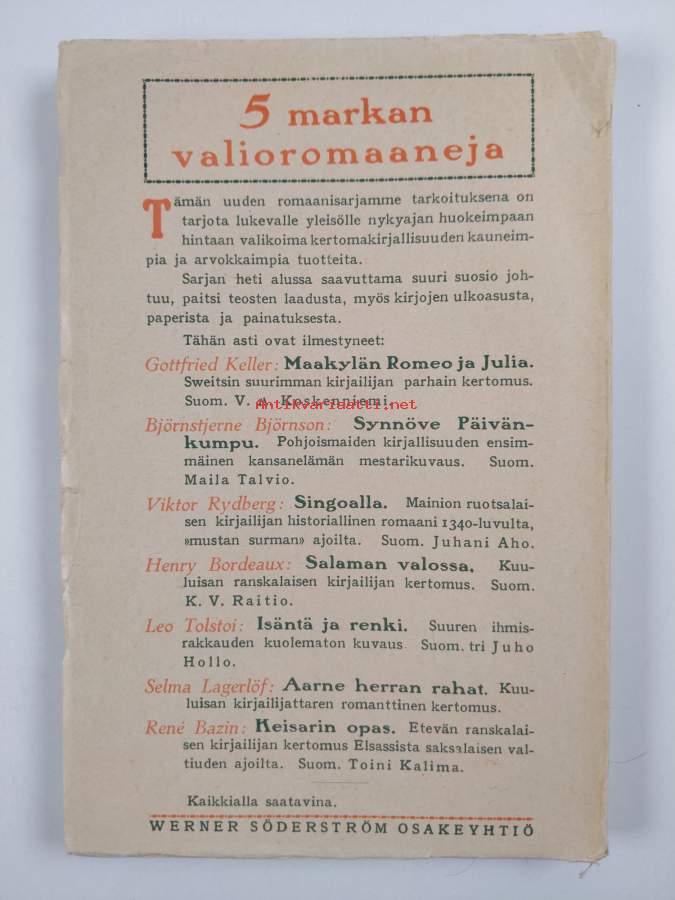 5 markan
valioromaaneja
Tämän uuden romaanisarjamme tarkoituksena on
tarjota lukevalle yleisölle nykyajan huokeimpaan
hintaan valikoima kertomakirjallisuuden kauneim-
pia ja arvokkaimpia tuotteita.
Sarjan heti alussa saavuttama suuri suosio joh-
tuu, paitsi teosten laadusta, myös kirjojen ulkoasusta,
paperista ja painatuksesta.
Tähän asti ovat ilmestyneet:
Gottfried Keller: Maakylän Romeo ja Julia.
Sweitsin suurimman kirjailijan parhain kertomus.
Suom. V. A. Koskenniemi.
Antikvariaatti.net
Björnstjerne Björnson: Synnöve Päivän-
kumpu. Pohjoismaiden kirjallisuuden ensim-
mäinen kansanelämän mestarikuvaus. Suom.
Maila Talvio.
Viktor Rydberg: Singoalla. Mainion ruotsalai-
sen kirjailijan historiallinen romaani 1340-luvulta,
»mustan surman» ajoilta. Suom. Juhani Aho.
Henry Bordeaux: Salaman valossa. Kuu-
luisan ranskalaisen kirjailijan kertomus. Suom.
K. V. Raitio.
Leo Tolstoi: Isäntä ja renki. Suuren ihmis-
rakkauden kuolematon kuvaus. Suom. tri Juho
Hollo.
Selma Lagerlöf: Aarne herran rahat. Kuu-
luisan kirjailijattaren romanttinen kertomus.
René Bazin: Keisarin opas. Etevän ranskalai-
sen kirjailijan kertomus Elsassista saksalaisen val-
tiuden ajoilta. Suom. Toini Kalima.
Kaikkialla saatavina.
WERNER SÖDERSTRÖM OSAKEYHTIÖ